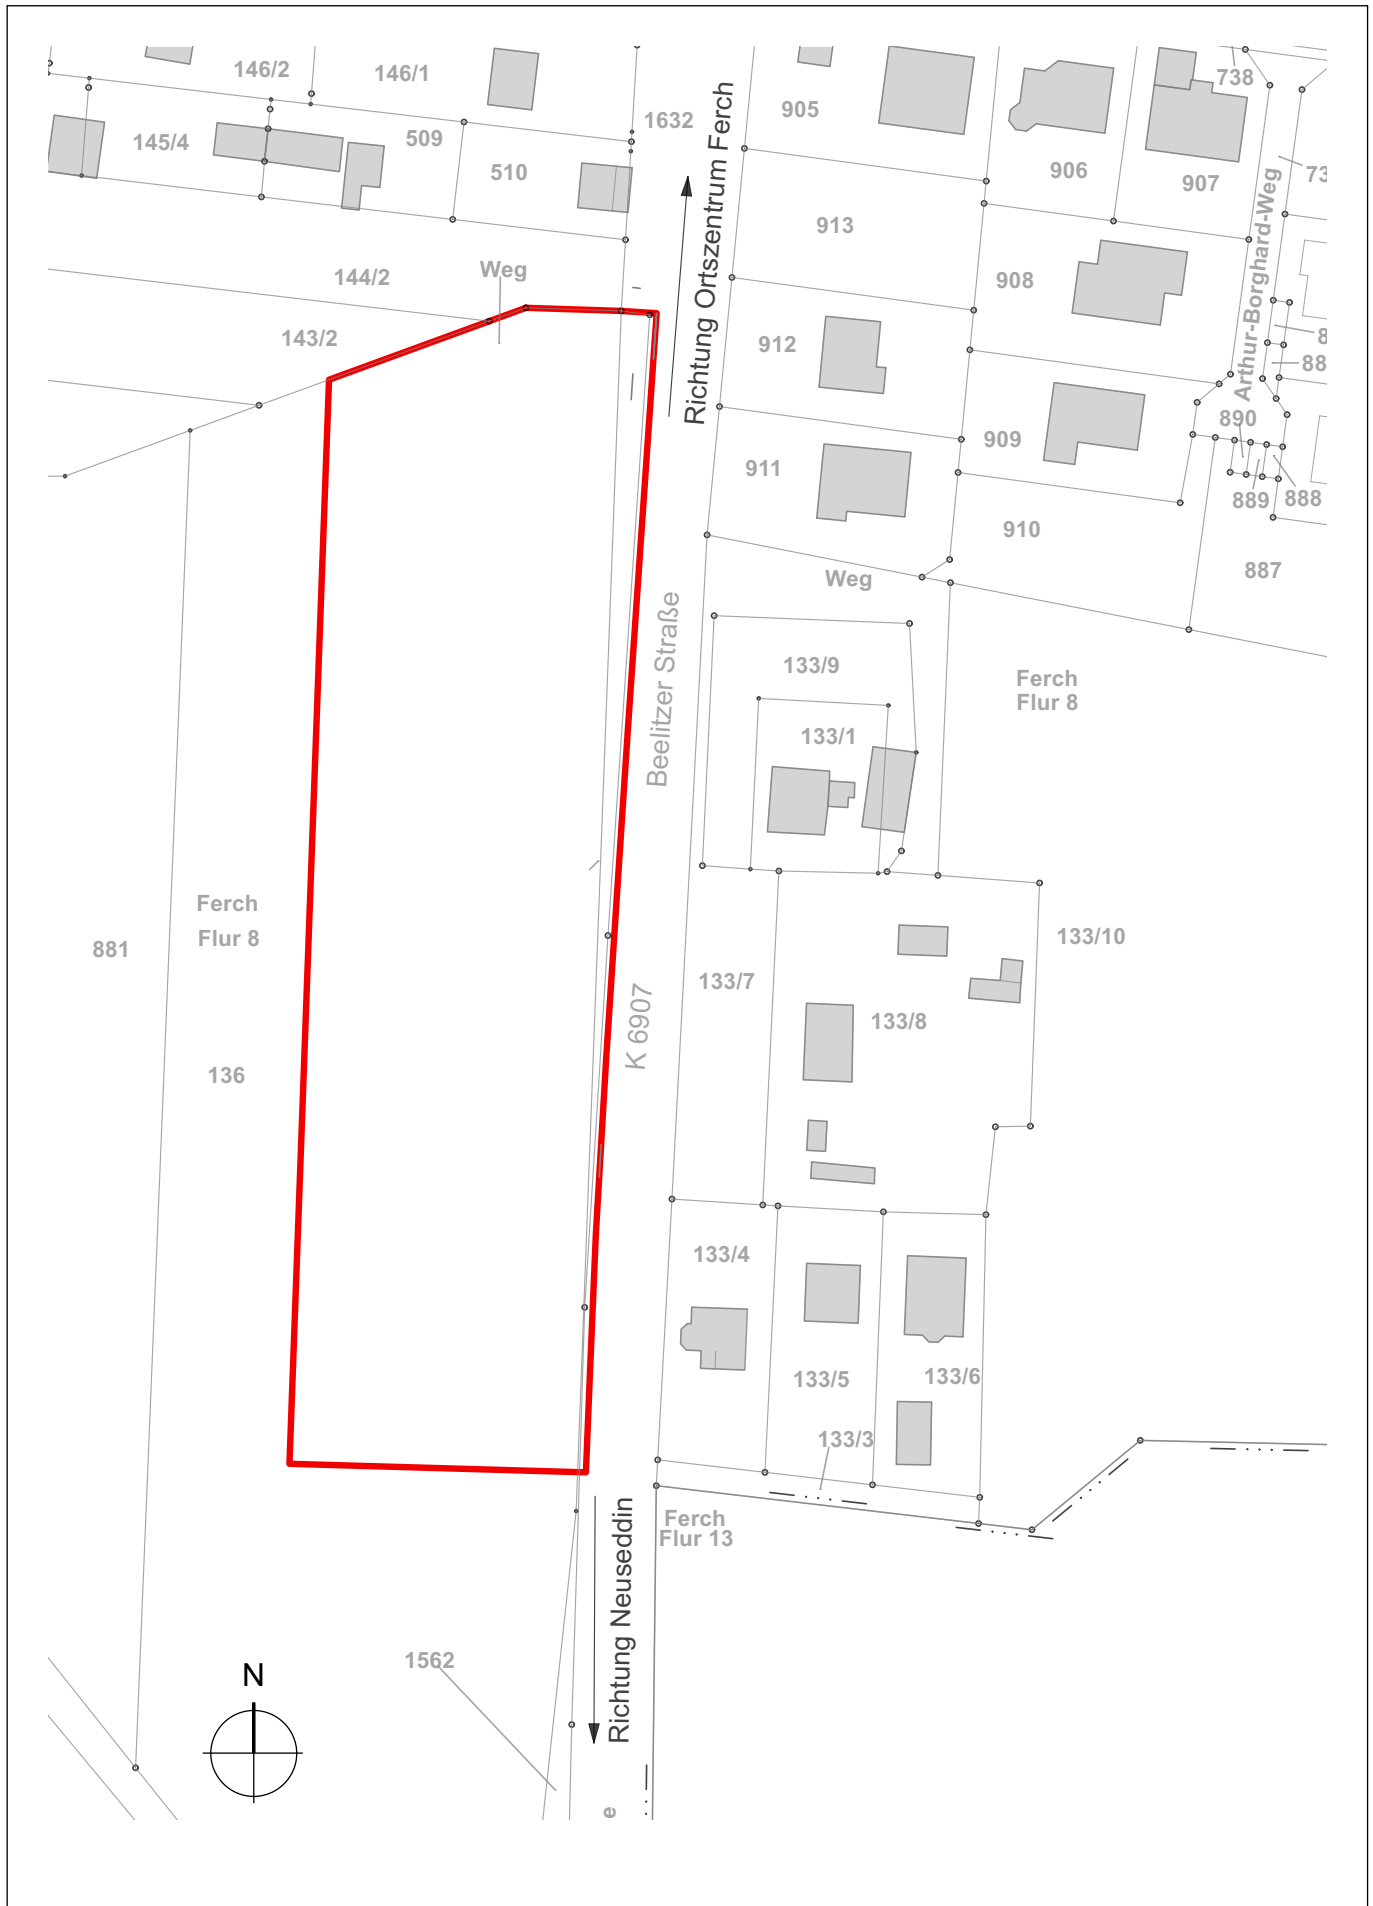 146/2
146/1
1632
905
738
145/4
509
510
906
907
73
913
144/2
Weg
908
143/2
912
Richtung Ortszentrum Ferch
Arthur-Borghard-Weg
8
88
890
909
911
889
888
910
887
Weg
Beelitzer Straße
133/9
Ferch
Flur 8
133/1
Ferch
Flur 8
881
133/10
133/7
133/8
K 6907
136
133/4
133/5
133/6
133/3
Ferch
Flur 13
Richtung Neuseddin
1562
N
e